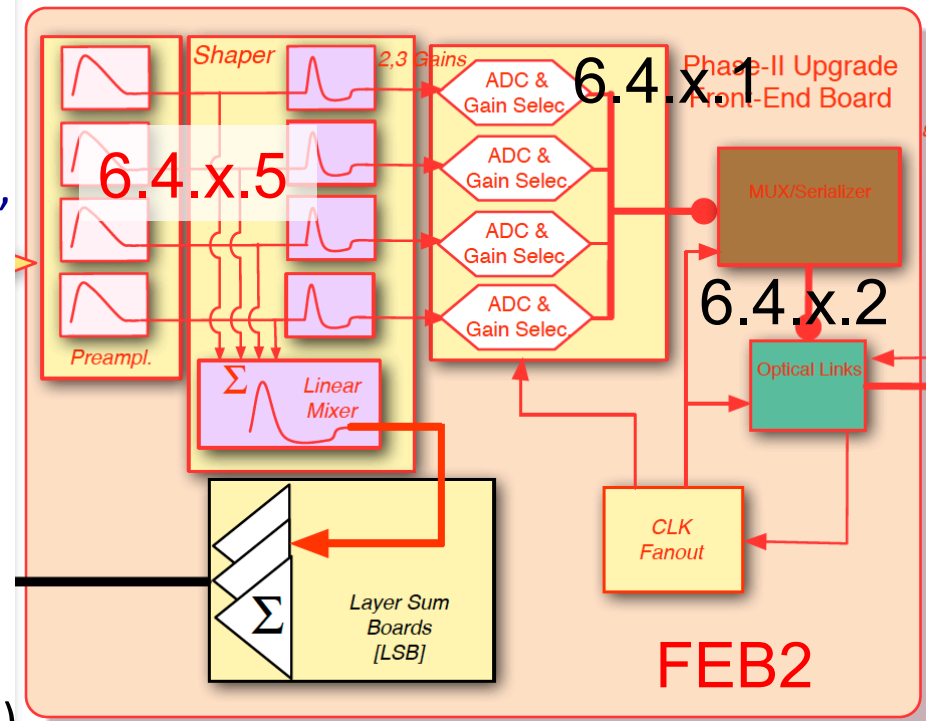 Shaper
2,3 Gains
Phase-II Upgrade
Front-End Board
6.4.x.1
ADC &
Gain Selec.
ADC &
Gain Selec.
ADC &
Gain Selec.
ADC &
Gain Selec.
6.4.x.5
MUX/Serializer
6.4.x.2
Preampl.
Σ
Linear
Mixer
Optical Links
CLK
Fanout
Σ
Layer Sum
Boards
[LSB]
FEB2
,
)